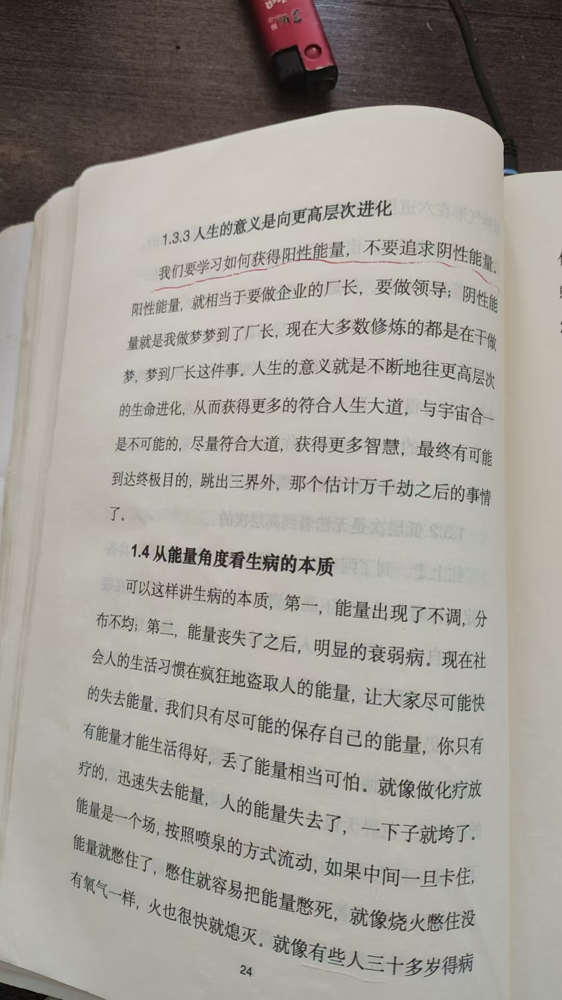 1.3.3 人生的意义是向更高层次进化
我们要学习如何获得阳性能量，不要追求阴性能量。
阳性能量，就相当于要做企业的厂长，要做领导；阴性能
量就是我做梦梦到了厂长，现在大多数修炼的都是在干做
梦，梦到厂长这件事。人生的意义就是不断地往更高层次
的生命进化，从而获得更多的符合人生大道，与宇宙合一
是不可能的，尽量符合大道，获得更多智慧，最终有可能
到达终极目的，跳出三界外，那个估计万千劫之后的事情
了。
1.4 从能量角度看生病的本质
可以这样讲生病的本质，第一，能量出现了不调，分
布不均；第二，能量丧失了之后，明显的衰弱病。现在社
会人的生活习惯在疯狂地盗取人的能量，让大家尽可能快
的失去能量。我们只有尽可能的保存自己的能量，你只有
有能量才能生活得好，丢了能量相当可怕。就像做化疗放
疗的，迅速失去能量，人的能量失去了，一下子就垮了。
能量是一个场，按照喷泉的方式流动，如果中间一旦卡住，
能量就憋住了，憋住就容易把能量憋死，就像烧火憋住没
有氧气一样，火也很快就熄灭。就像有些人三十多岁得病
24